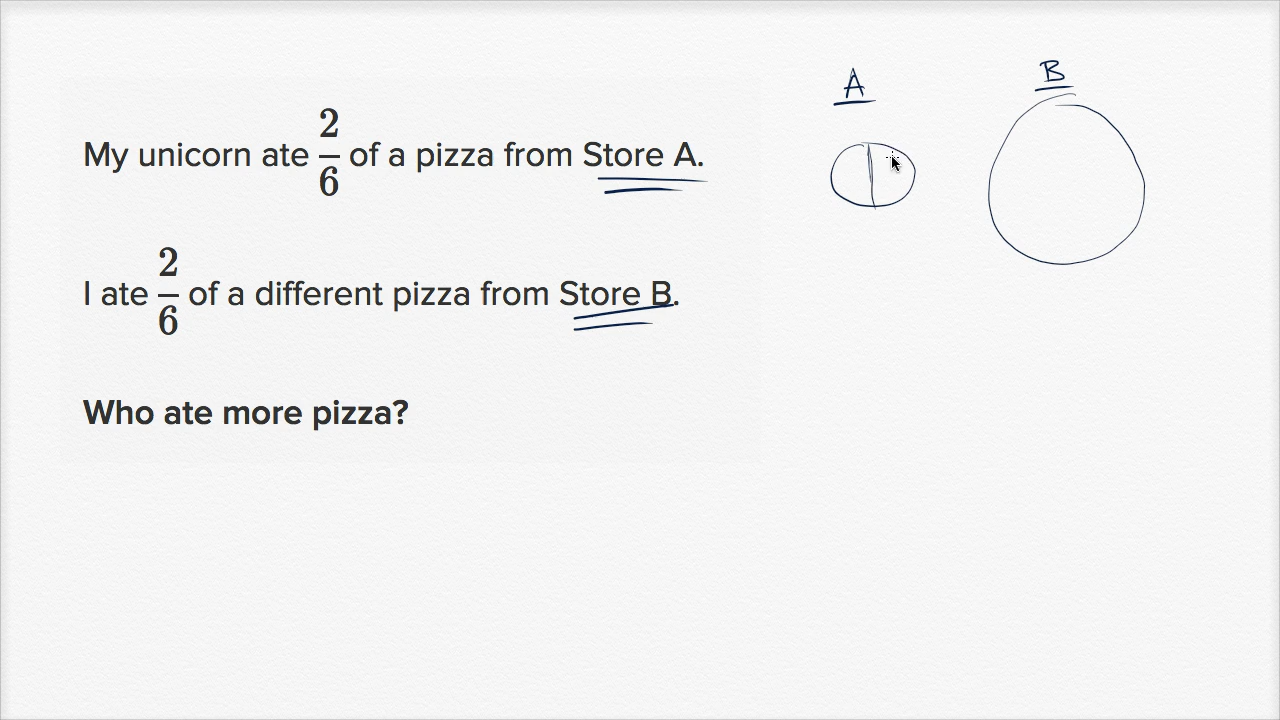 My unicorn ate 2/6 of a pizza from Store A.
I ate 2/6 of a different pizza from Store B.
Who ate more pizza?
A
B